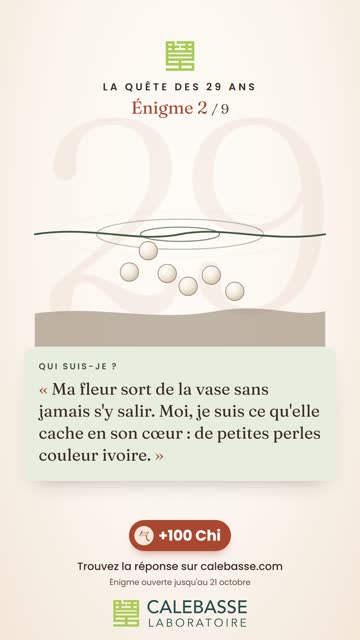 LA QUÊTE DES 29 ANS
Énigme 2 / 9
29
QUI SUIS-JE ?
« Ma fleur sort de la vase sans
jamais s'y salir. Moi, je suis ce qu'elle
cache en son cœur : de petites perles
couleur ivoire. »
气 +100 Chi
Trouvez la réponse sur calebasse.com
Énigme ouverte jusqu'au 21 octobre
CALEBASSE
LABORATOIRE